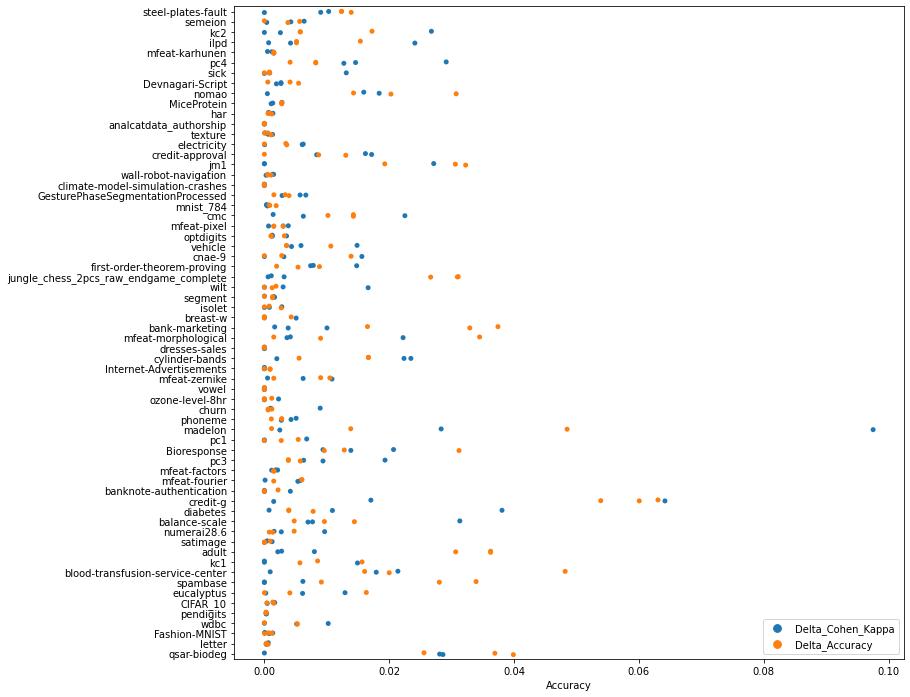 steel-plates-fault
semeion
kc2
ilpd
mfeat-karhunen
pc4
sick
Devnagari-Script
nomao
MiceProtein
har
analcatdata_authorship
texture
electricity
credit-approval
jm1
wall-robot-navigation
climate-model-simulation-crashes
GesturePhaseSegmentationProcessed
mnist_784
cmc
mfeat-pixel
optdigits
vehicle
cnae-9
first-order-theorem-proving
jungle_chess_2pcs_raw_endgame_complete
wilt
segment
isolet
breast-w
bank-marketing
mfeat-morphological
dresses-sales
cylinder-bands
Internet-Advertisements
mfeat-zernike
vowel
ozone-level-8hr
churn
phoneme
madelon
pc1
Bioresponse
pc3
mfeat-factors
mfeat-fourier
banknote-authentication
credit-g
diabetes
balance-scale
numerai28.6
satimage
adult
kc1
blood-transfusion-service-center
spambase
eucalyptus
CIFAR_10
pendigits
wdbc
Fashion-MNIST
letter
qsar-biodeg
Delta_Cohen_Kappa
Delta_Accuracy
0.00 0.02 0.04 0.06 0.08 0.10
Accuracy